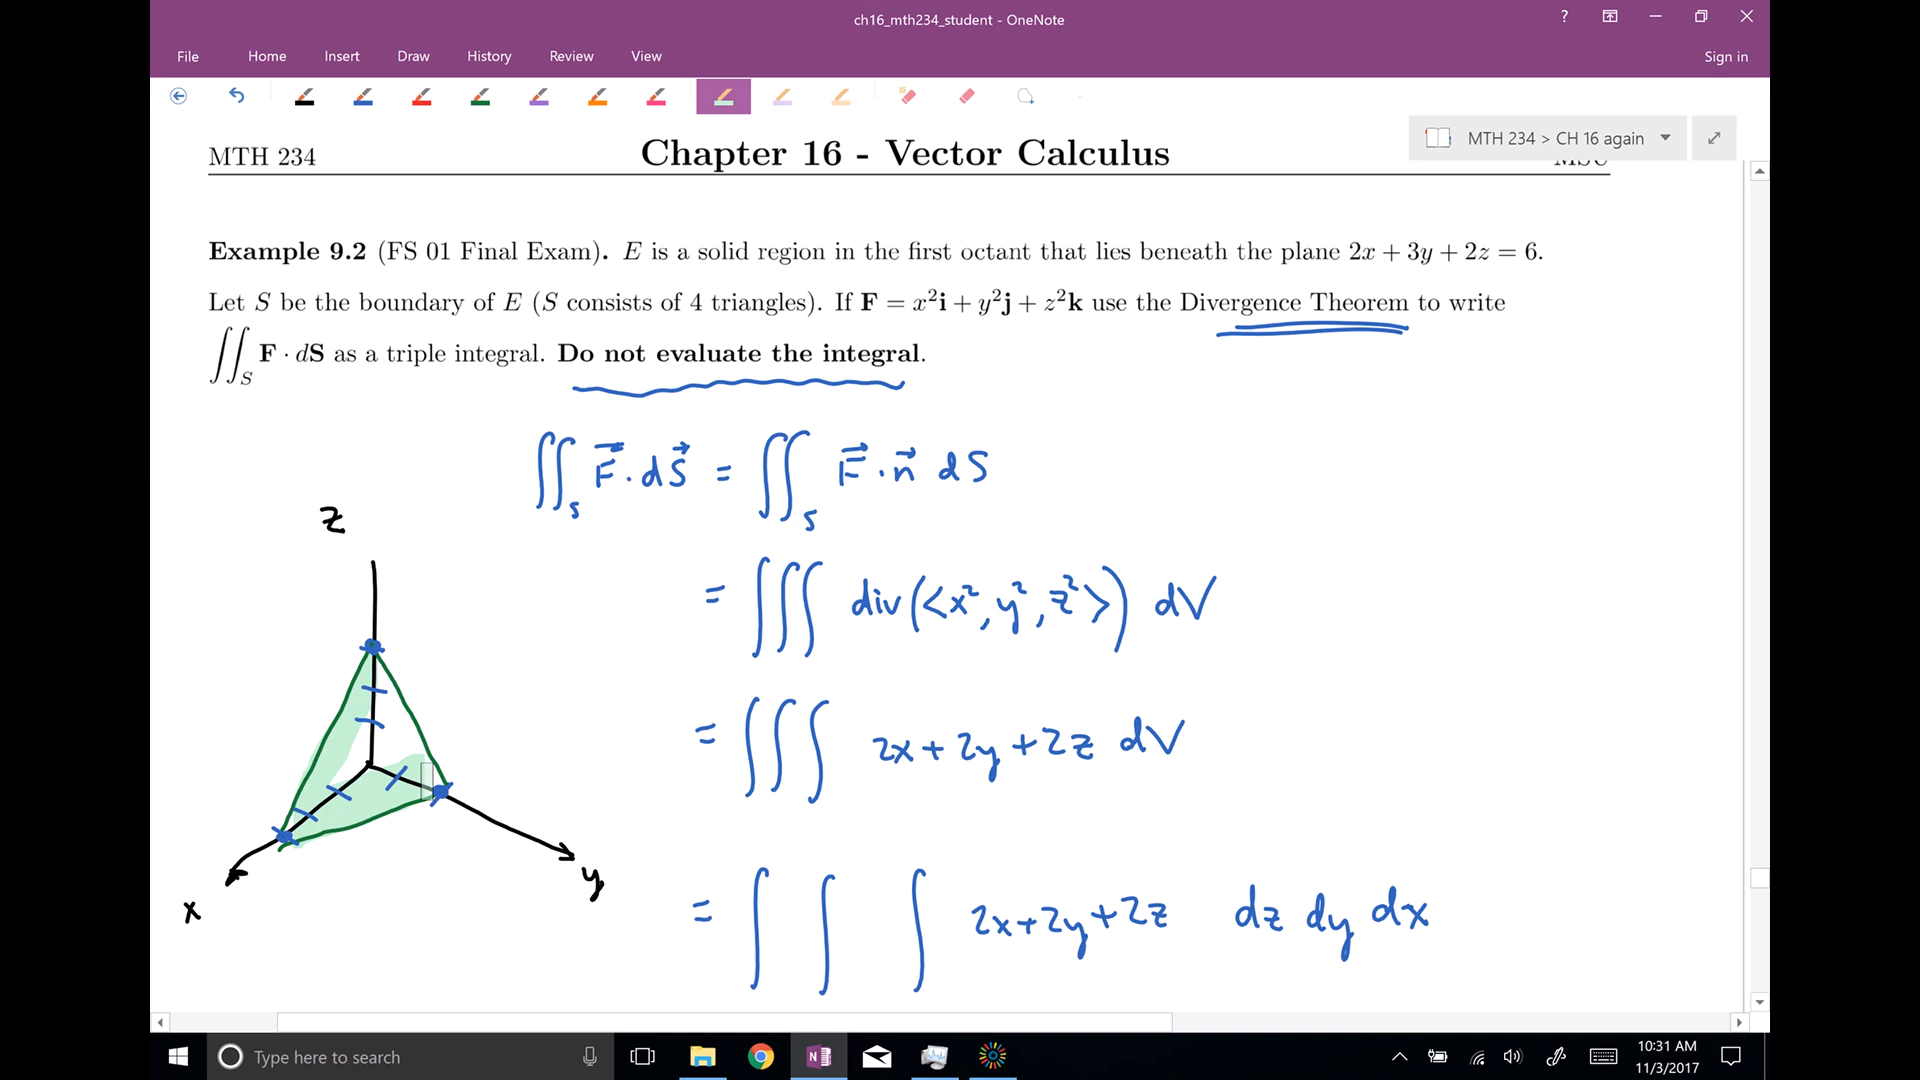 ch16_mth234_student - OneNote
File Home Insert Draw History Review View Sign in
MTH 234 > CH 16 again
MTH 234 Chapter 16 - Vector Calculus MSU
Example 9.2 (FS 01 Final Exam). E is a solid region in the first octant that lies beneath the plane 2x + 3y + 2z = 6.
Let S be the boundary of E (S consists of 4 triangles). If F = x²i + y²j + z²k use the Divergence Theorem to write
∬_S F · dS as a triple integral. Do not evaluate the integral.
∬_S F⃗ · dS⃗ = ∬_S F⃗ · n⃗ dS
= ∭ div(<x², y², z²>) dV
= ∭ 2x+2y+2z dV
= ∫ ∫ ∫ 2x+2y+2z dz dy dx
z
y
x
Type here to search
10:31 AM
11/3/2017